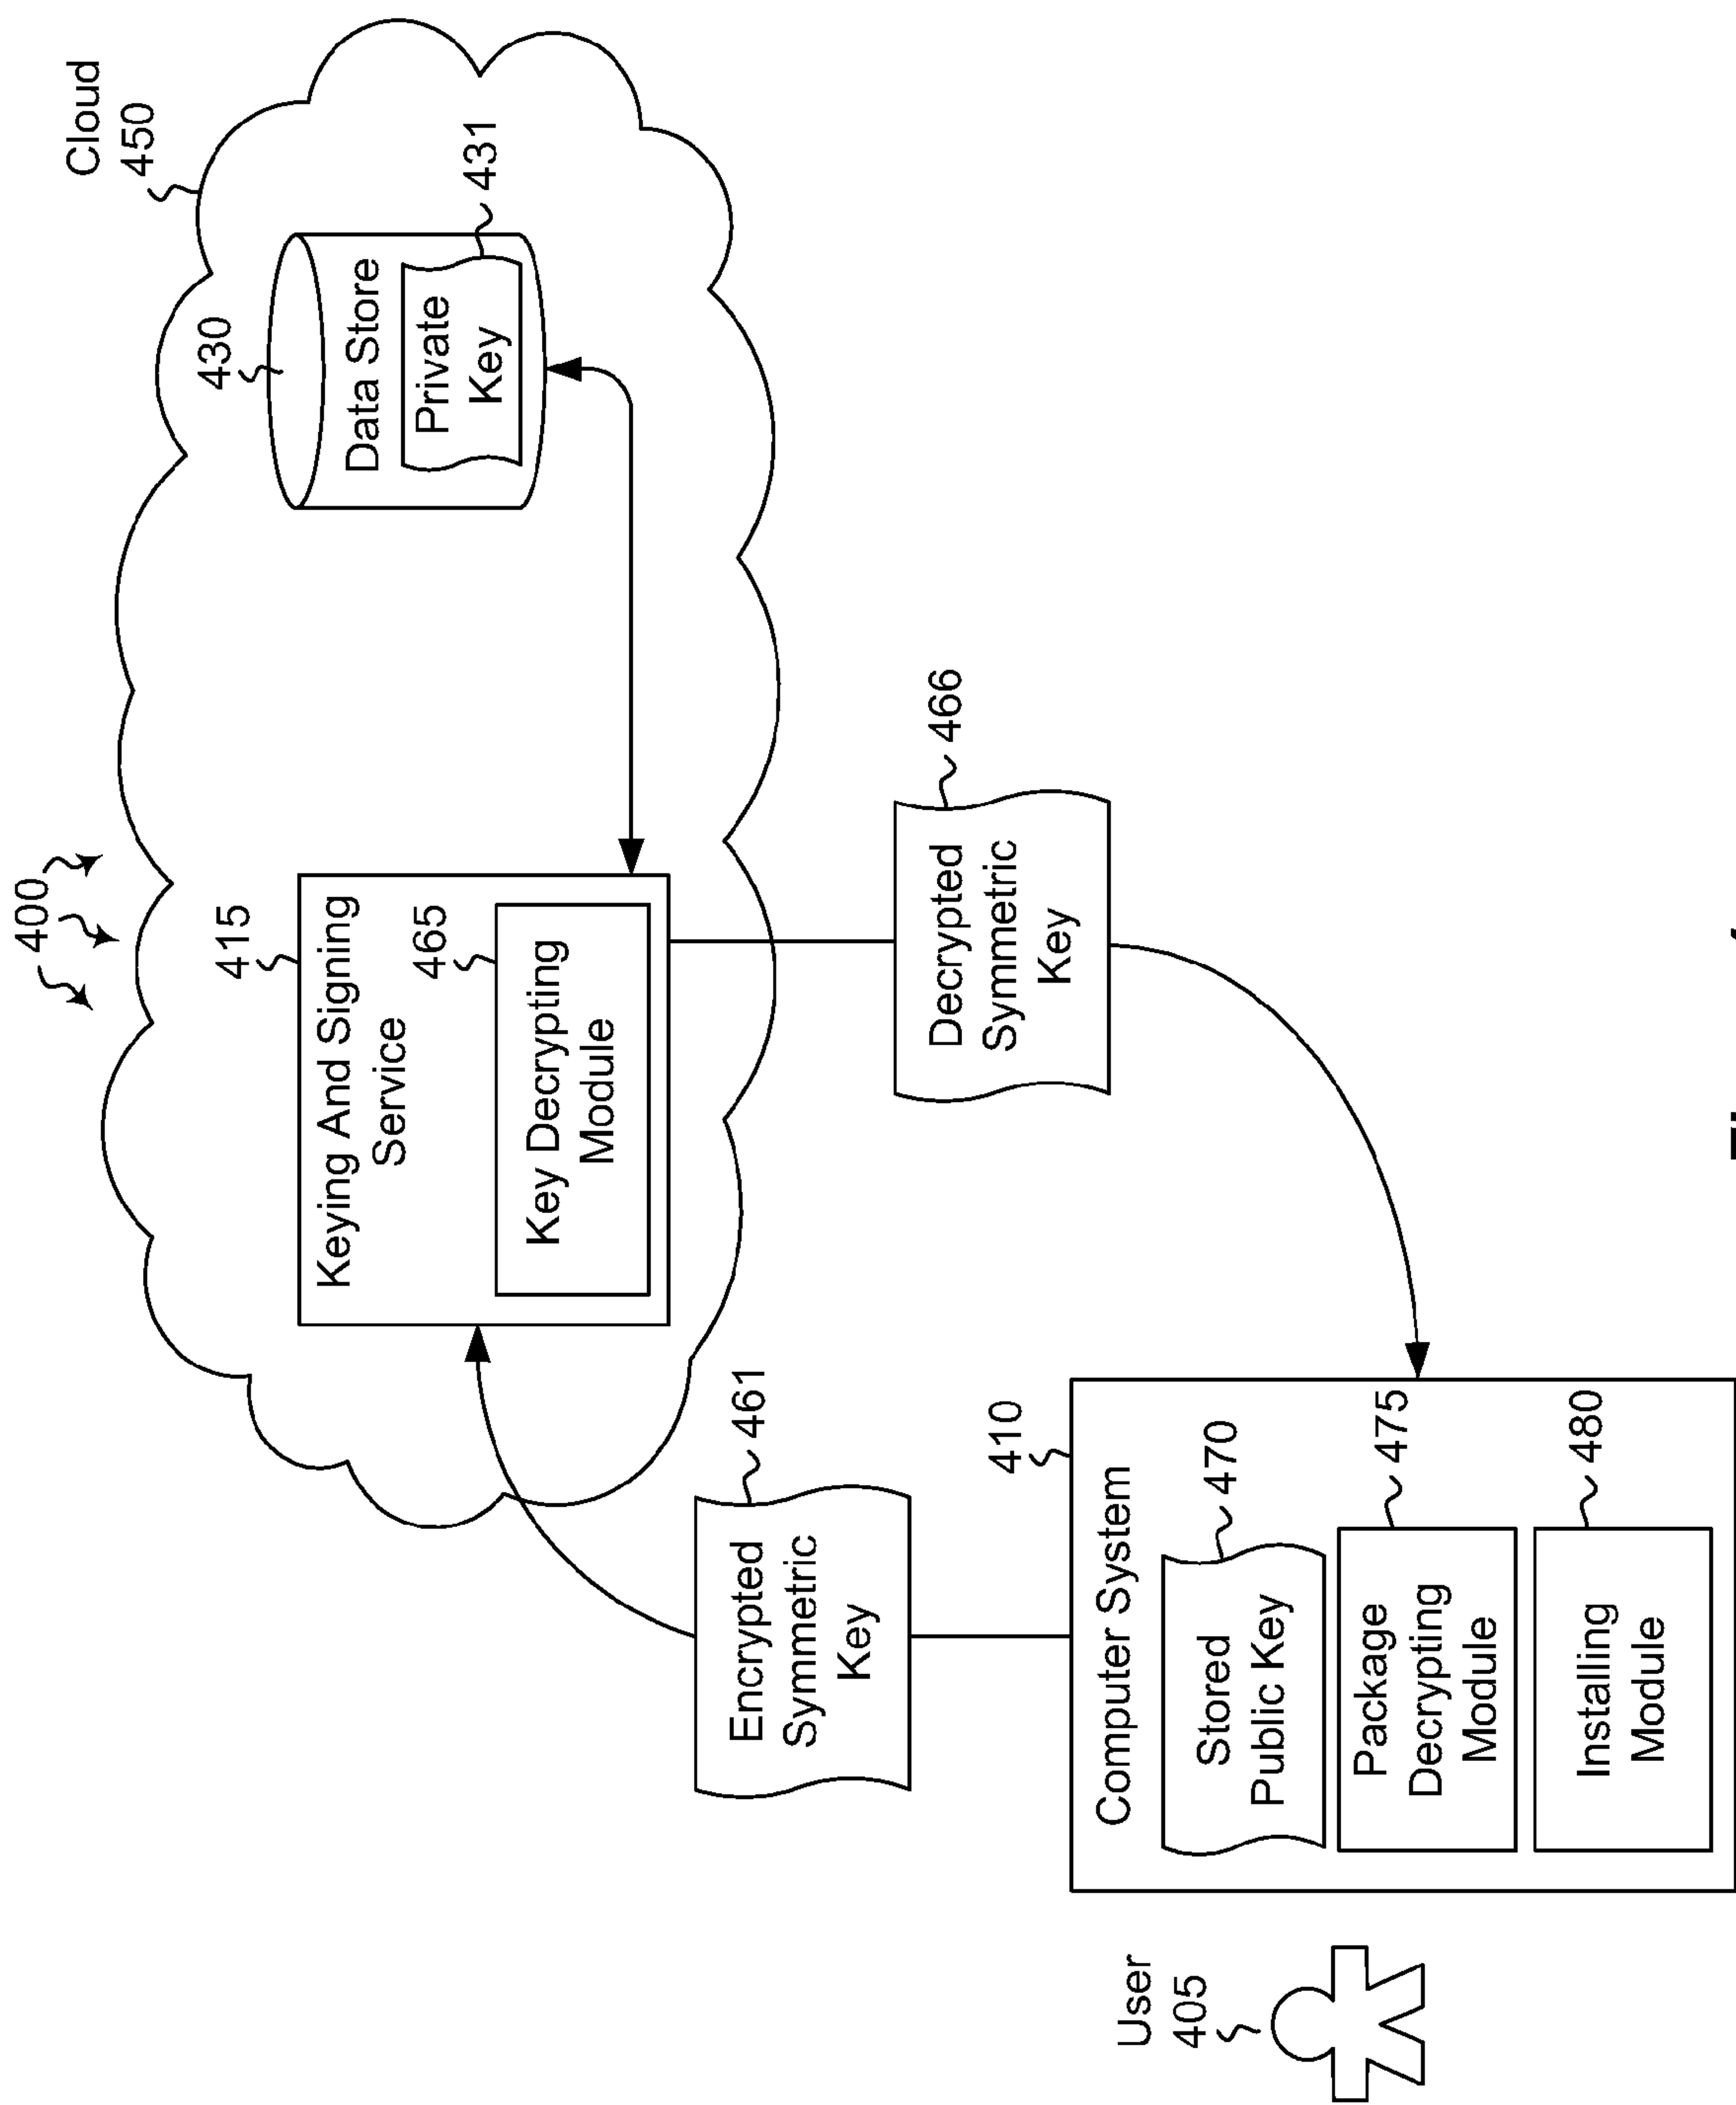 400
Cloud
450
430
Data Store
Private
Key
431
415
Keying And Signing
Service
465
Key Decrypting
Module
Encrypted
Symmetric
Key
461
Decrypted
Symmetric
Key
466
User
405
410
Computer System
Stored
Public Key
470
Package
Decrypting
Module
475
Installing
Module
480